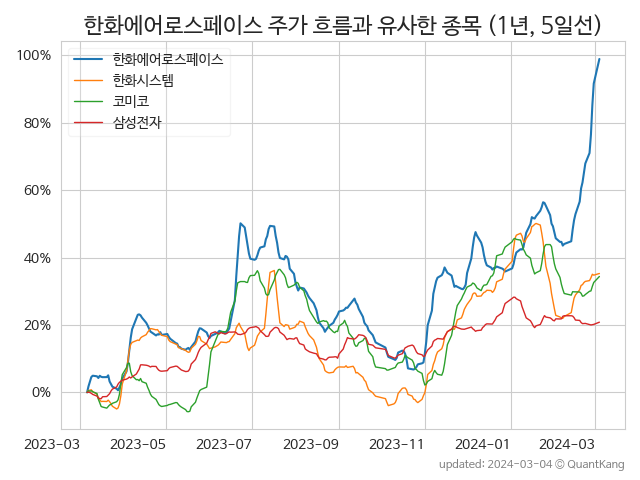 한화에어로스페이스 주가 흐름과 유사한 종목 (1년, 5일선)
100%
80%
60%
40%
20%
0%
한화에어로스페이스
한화시스템
코미코
삼성전자
2023-03 2023-05 2023-07 2023-09 2023-11 2024-01 2024-03
updated: 2024-03-04 © QuantKang